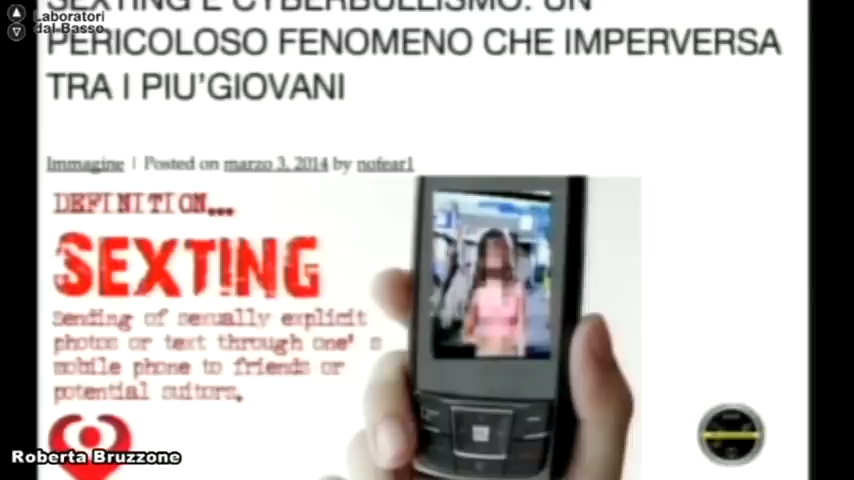 Laboratori
dal Basso
SEXTING E CYBERBULLISMO: UN
PERICOLOSO FENOMENO CHE IMPERVERSA
TRA I PIU'GIOVANI
Immagine | Posted on marzo 3, 2014 by nofear1
DEFINITION...
SEXTING
Sending of sexually explicit
photos or text through one's
mobile phone to friends or
potential suitors.
Roberta Bruzzone